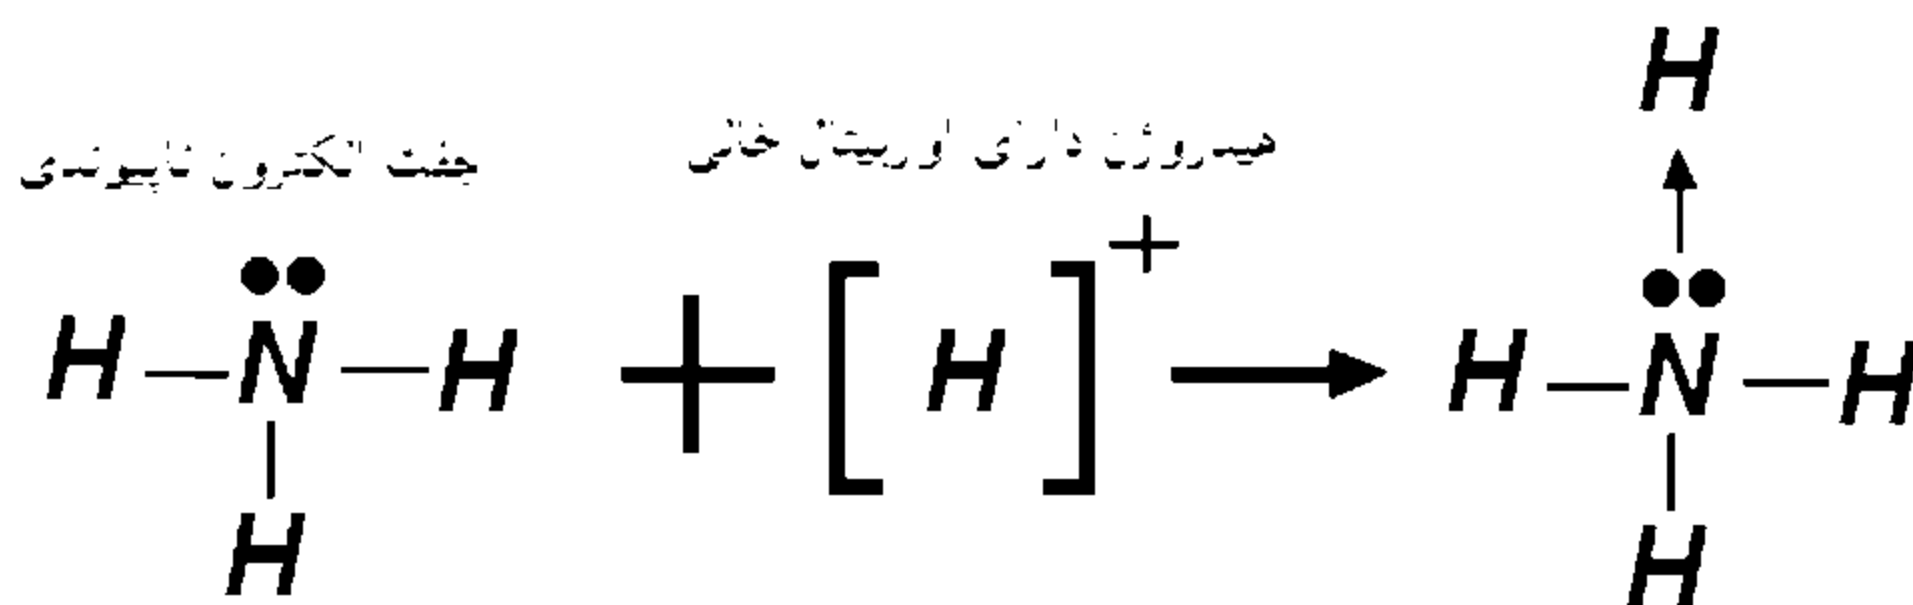 جفت الکترون ناپیوندی
هیدروژن دارای اوربیتال خالی
H
H — N — H + [ H ]+ → H — N — H
H H